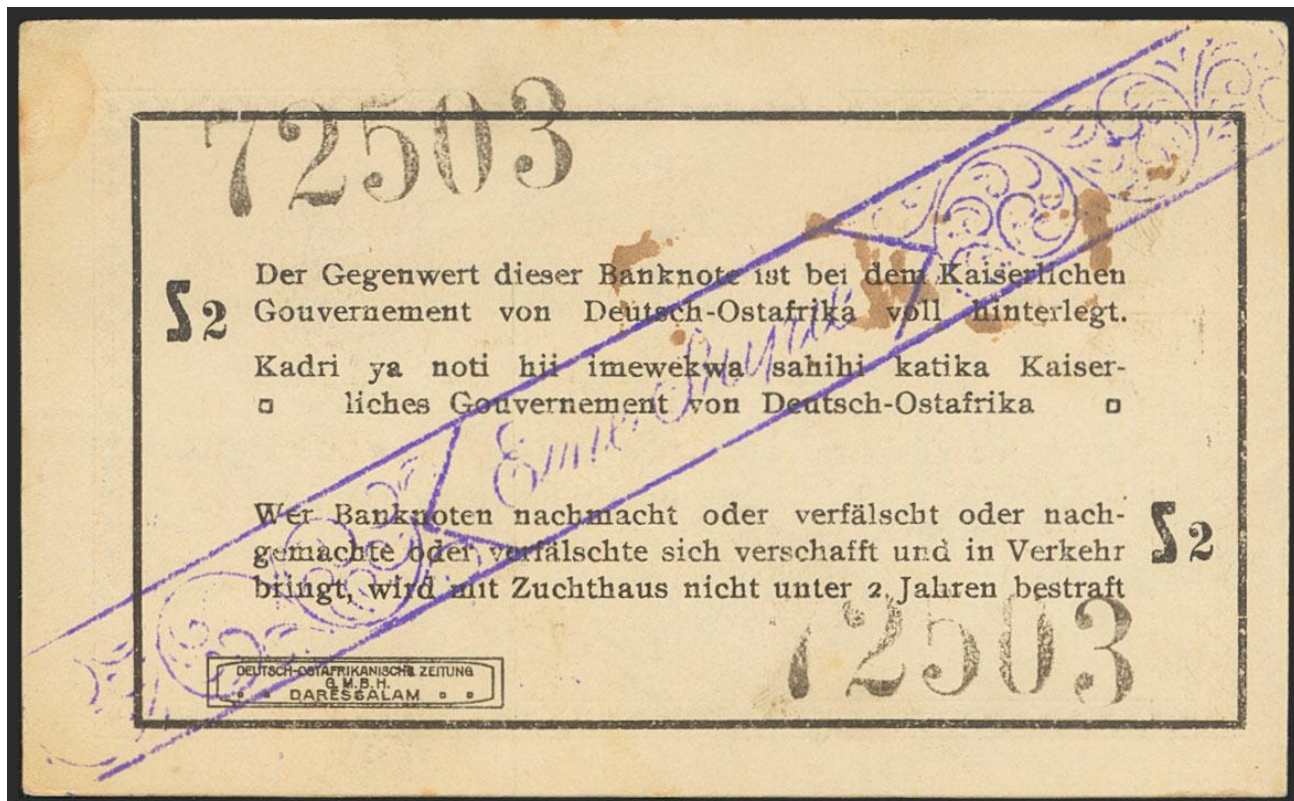 72503
Der Gegenwert dieser Banknote ist bei dem Kaiserlichen
Gouvernement von Deutsch-Ostafrika voll hinterlegt.
S2
Kadri ya noti hii imewekwa sahihi katika Kaiser-
liches Gouvernement von Deutsch-Ostafrika
Wer Banknoten nachmacht oder verfälscht oder nach-
gemachte oder verfälschte sich verschafft und in Verkehr
bringt, wird mit Zuchthaus nicht unter 2 Jahren bestraft
S2
72503
DEUTSCH-OSTAFRIKANISCHE ZEITUNG
G.M.B.H.
DARESSALAM